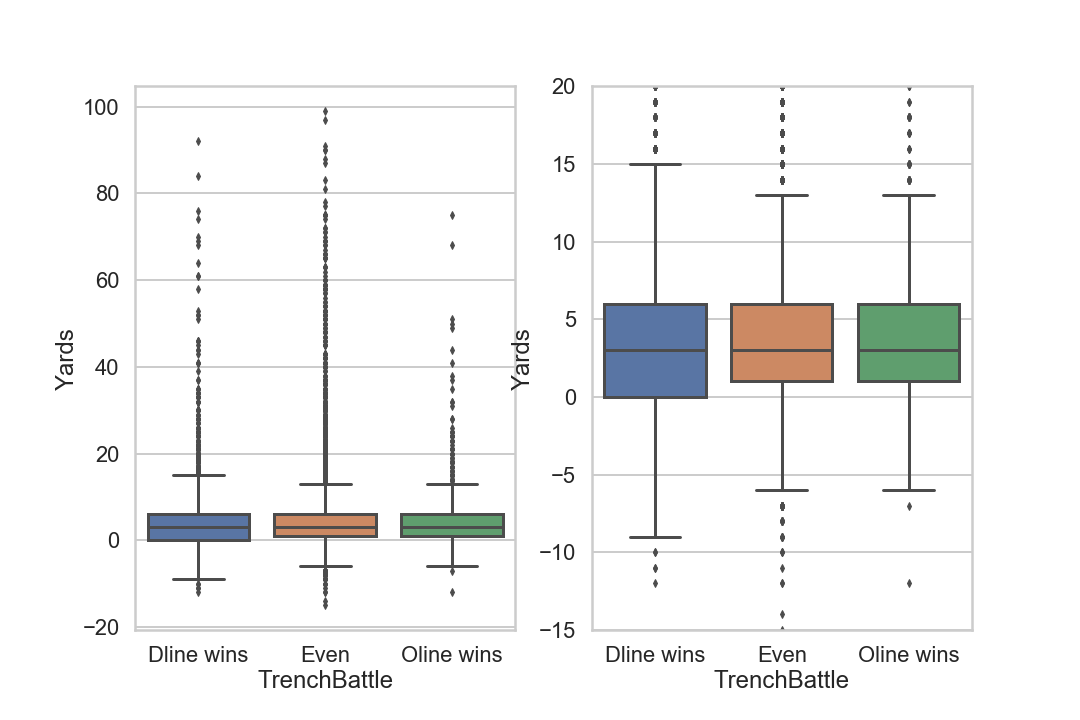 100
80
60
40
20
0
−20
Yards
Dline wins Even Oline wins
TrenchBattle
20
15
10
5
0
−5
−10
−15
Yards
Dline wins Even Oline wins
TrenchBattle